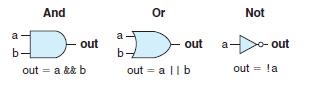 And Or Not
a out a out a out
b b
out = a && b out = a || b out = !a